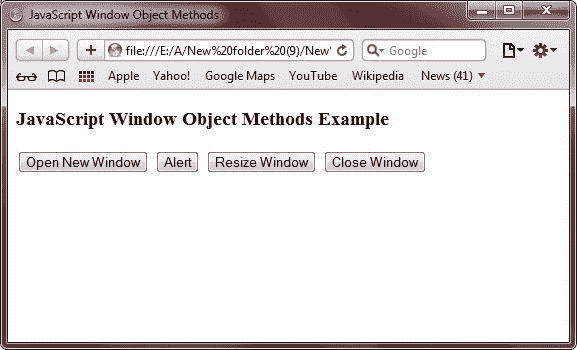 JavaScript Window Object Methods
file:///E:/A/New%20folder%20(9)/New'
Google
Apple Yahoo! Google Maps YouTube Wikipedia News (41)
JavaScript Window Object Methods Example
Open New Window Alert Resize Window Close Window